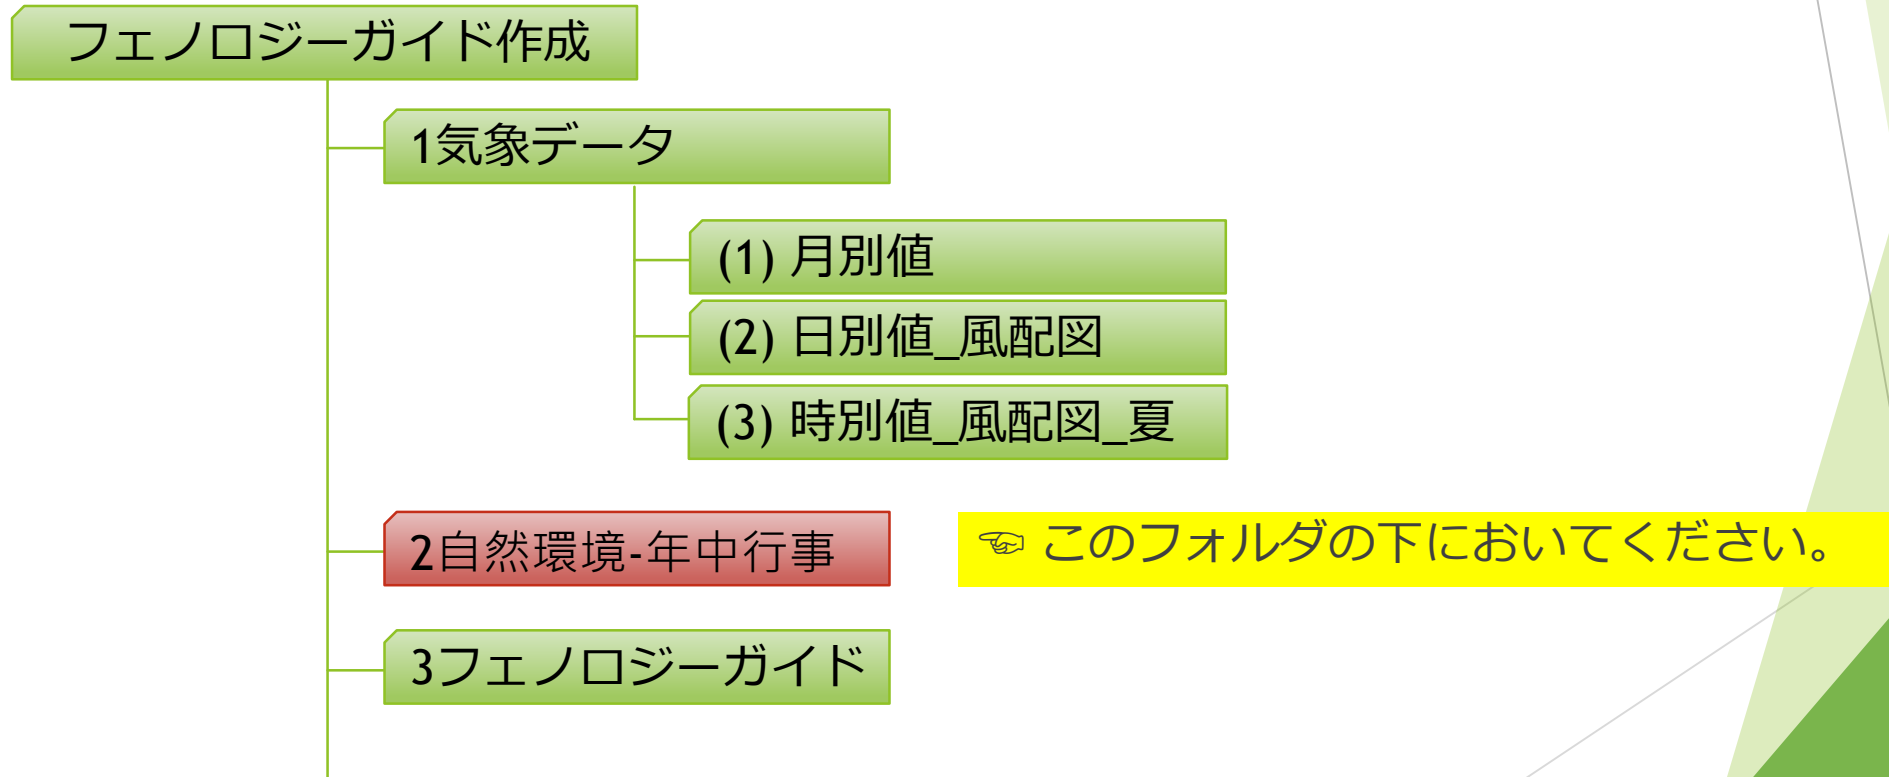 フェノロジーガイド作成
1気象データ
(1) 月別値
(2) 日別値_風配図
(3) 時別値_風配図_夏
2自然環境-年中行事
☜ このフォルダの下においてください。
3フェノロジーガイド